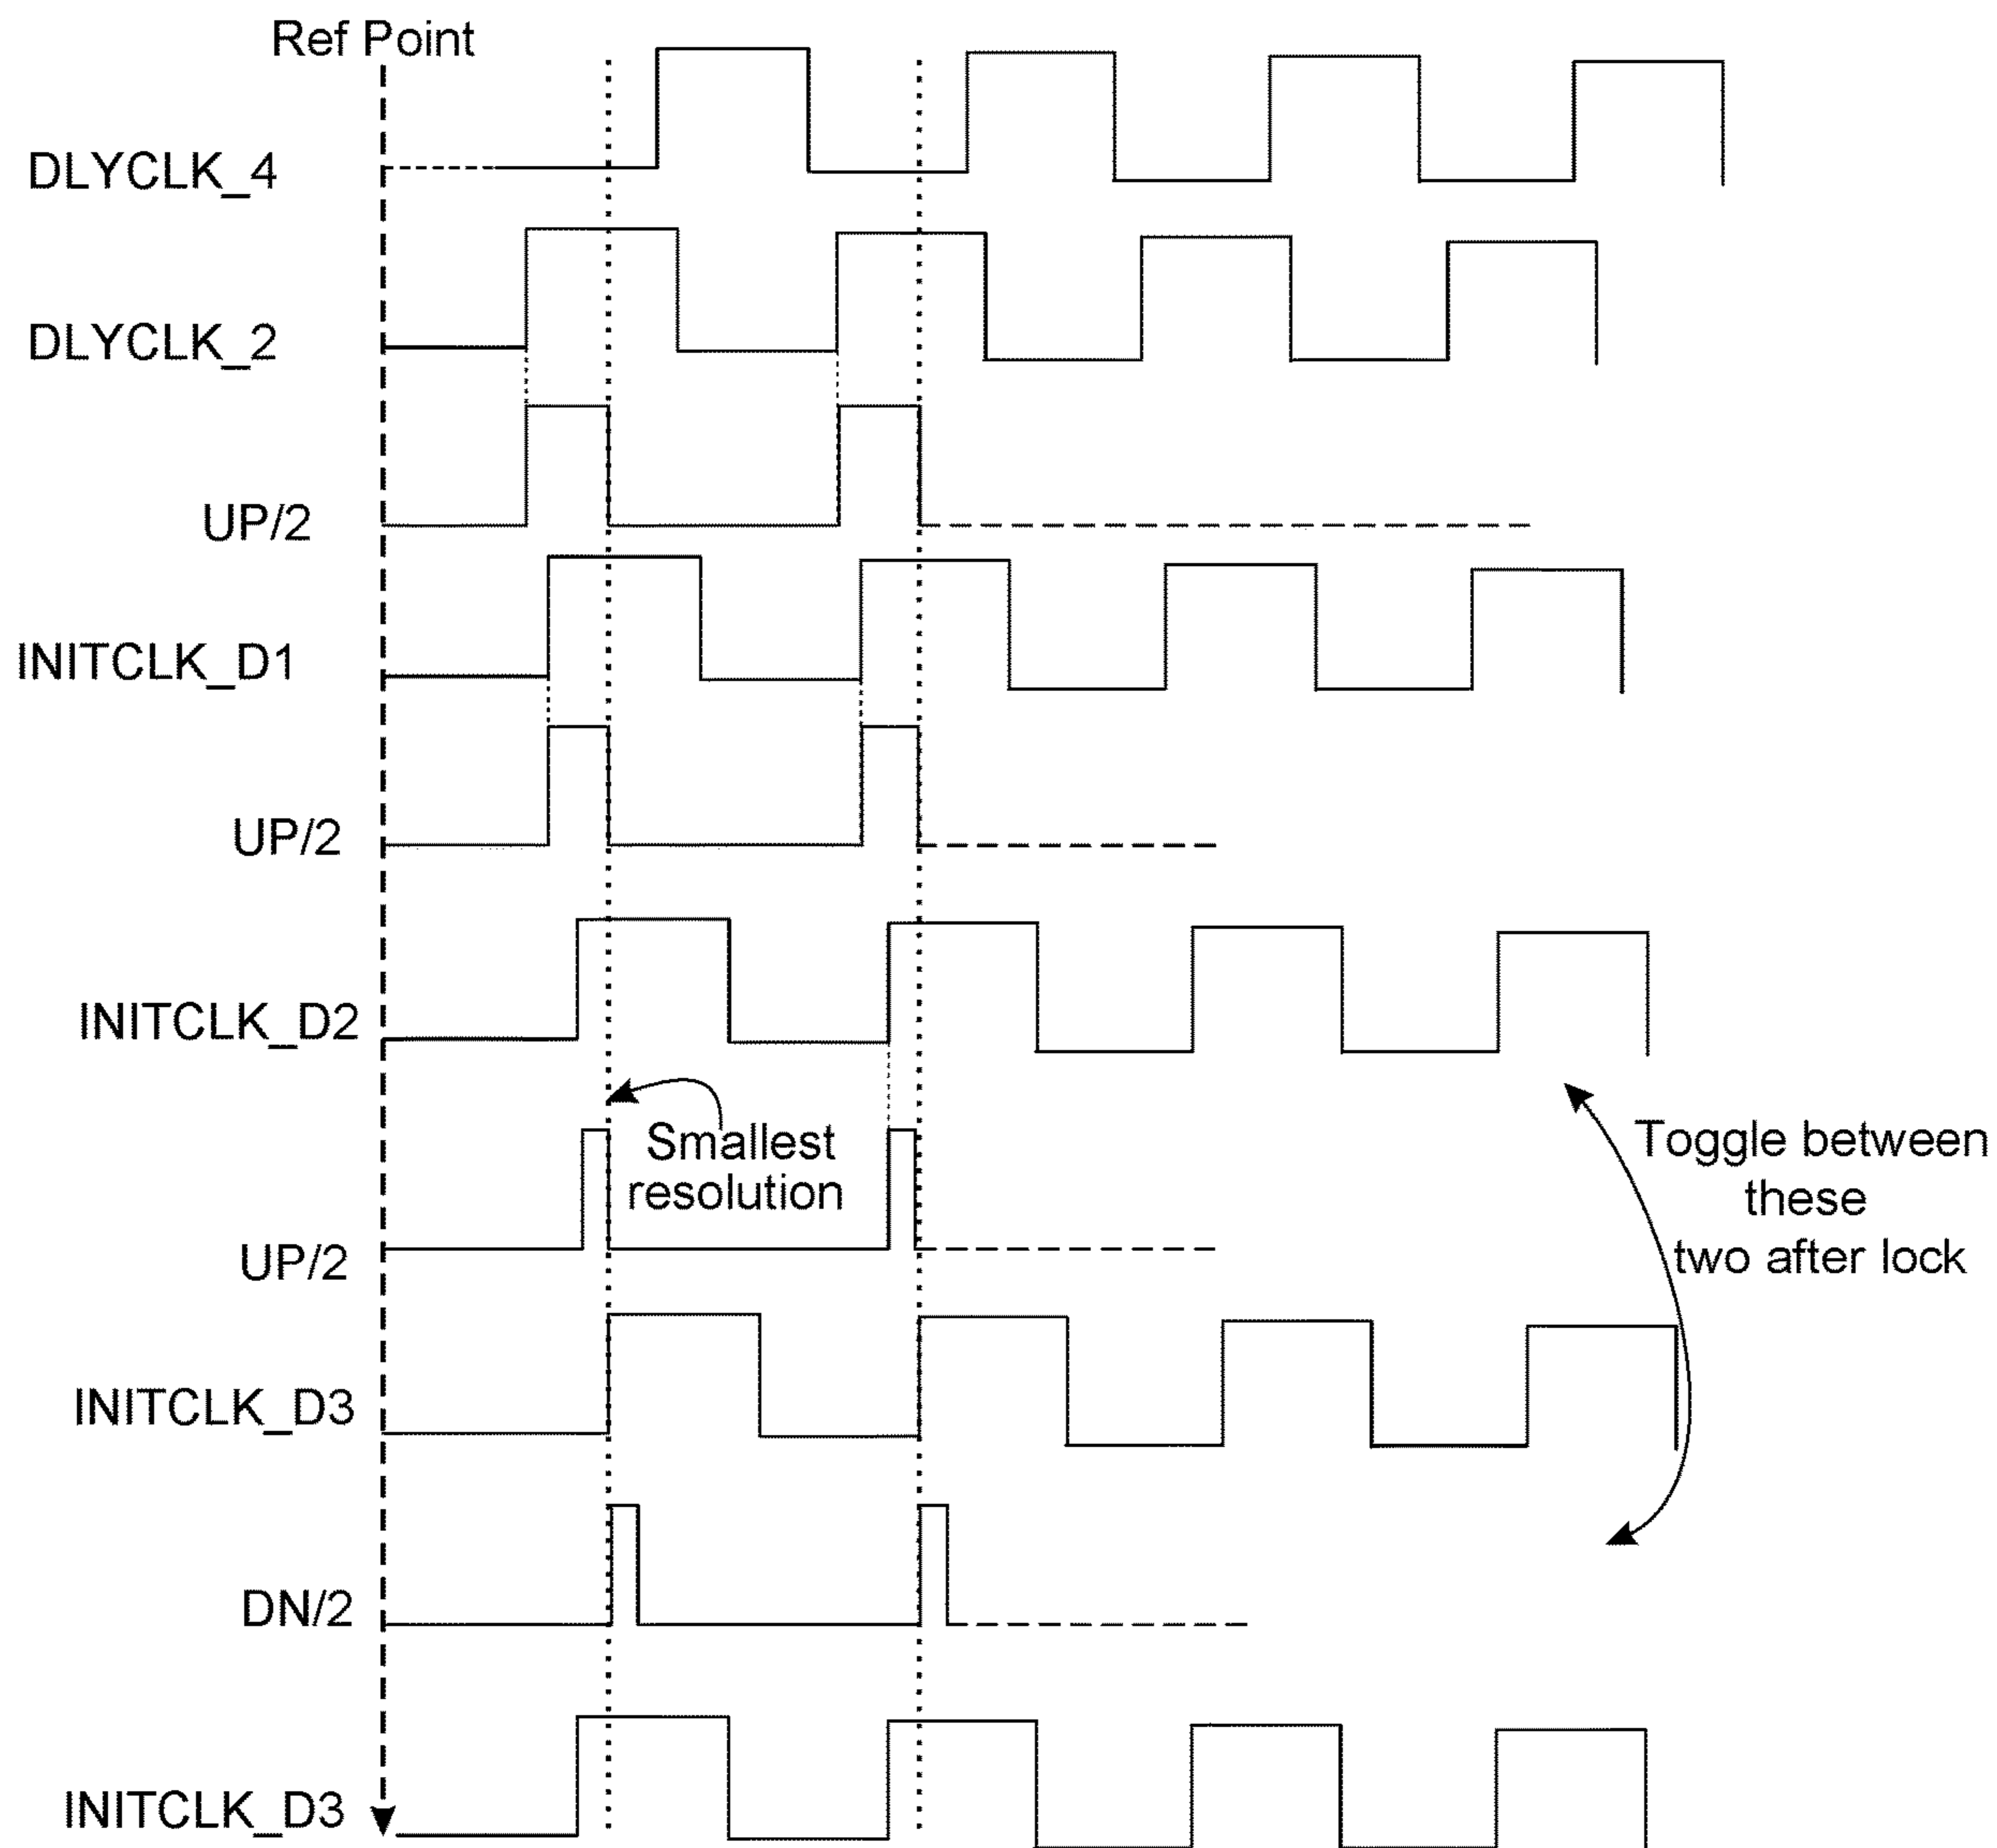 Ref Point
DLYCLK_4
DLYCLK_2
UP/2
INITCLK_D1
UP/2
INITCLK_D2
Smallest
resolution
Toggle between
these
two after lock
UP/2
INITCLK_D3
DN/2
INITCLK_D3